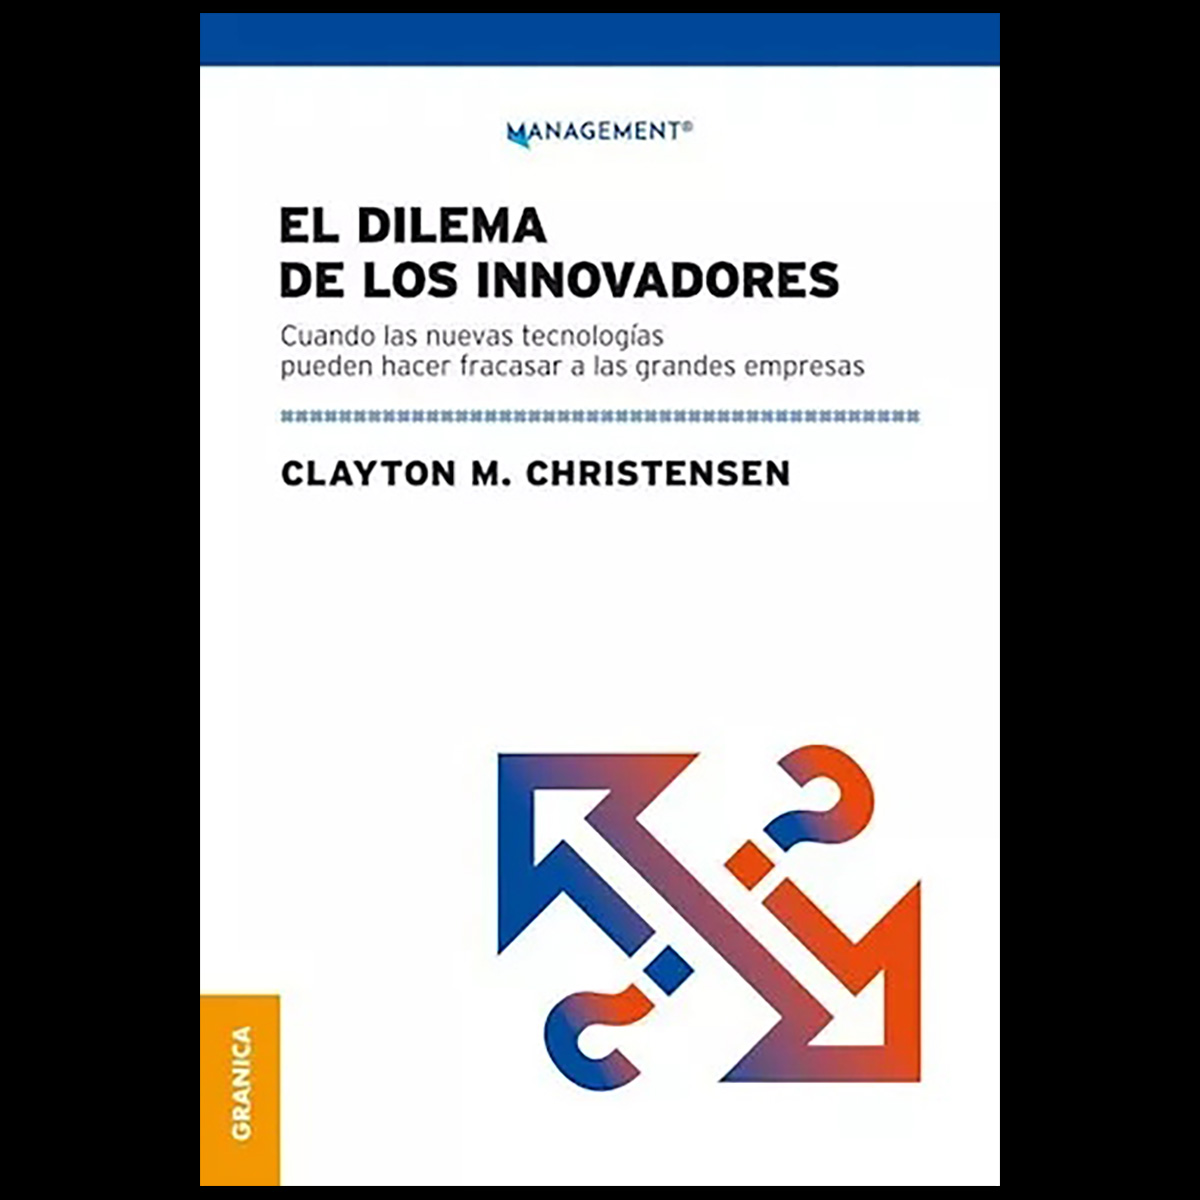 MANAGEMENT®
EL DILEMA
DE LOS INNOVADORES
Cuando las nuevas tecnologías
pueden hacer fracasar a las grandes empresas
CLAYTON M. CHRISTENSEN
? ?
GRANICA